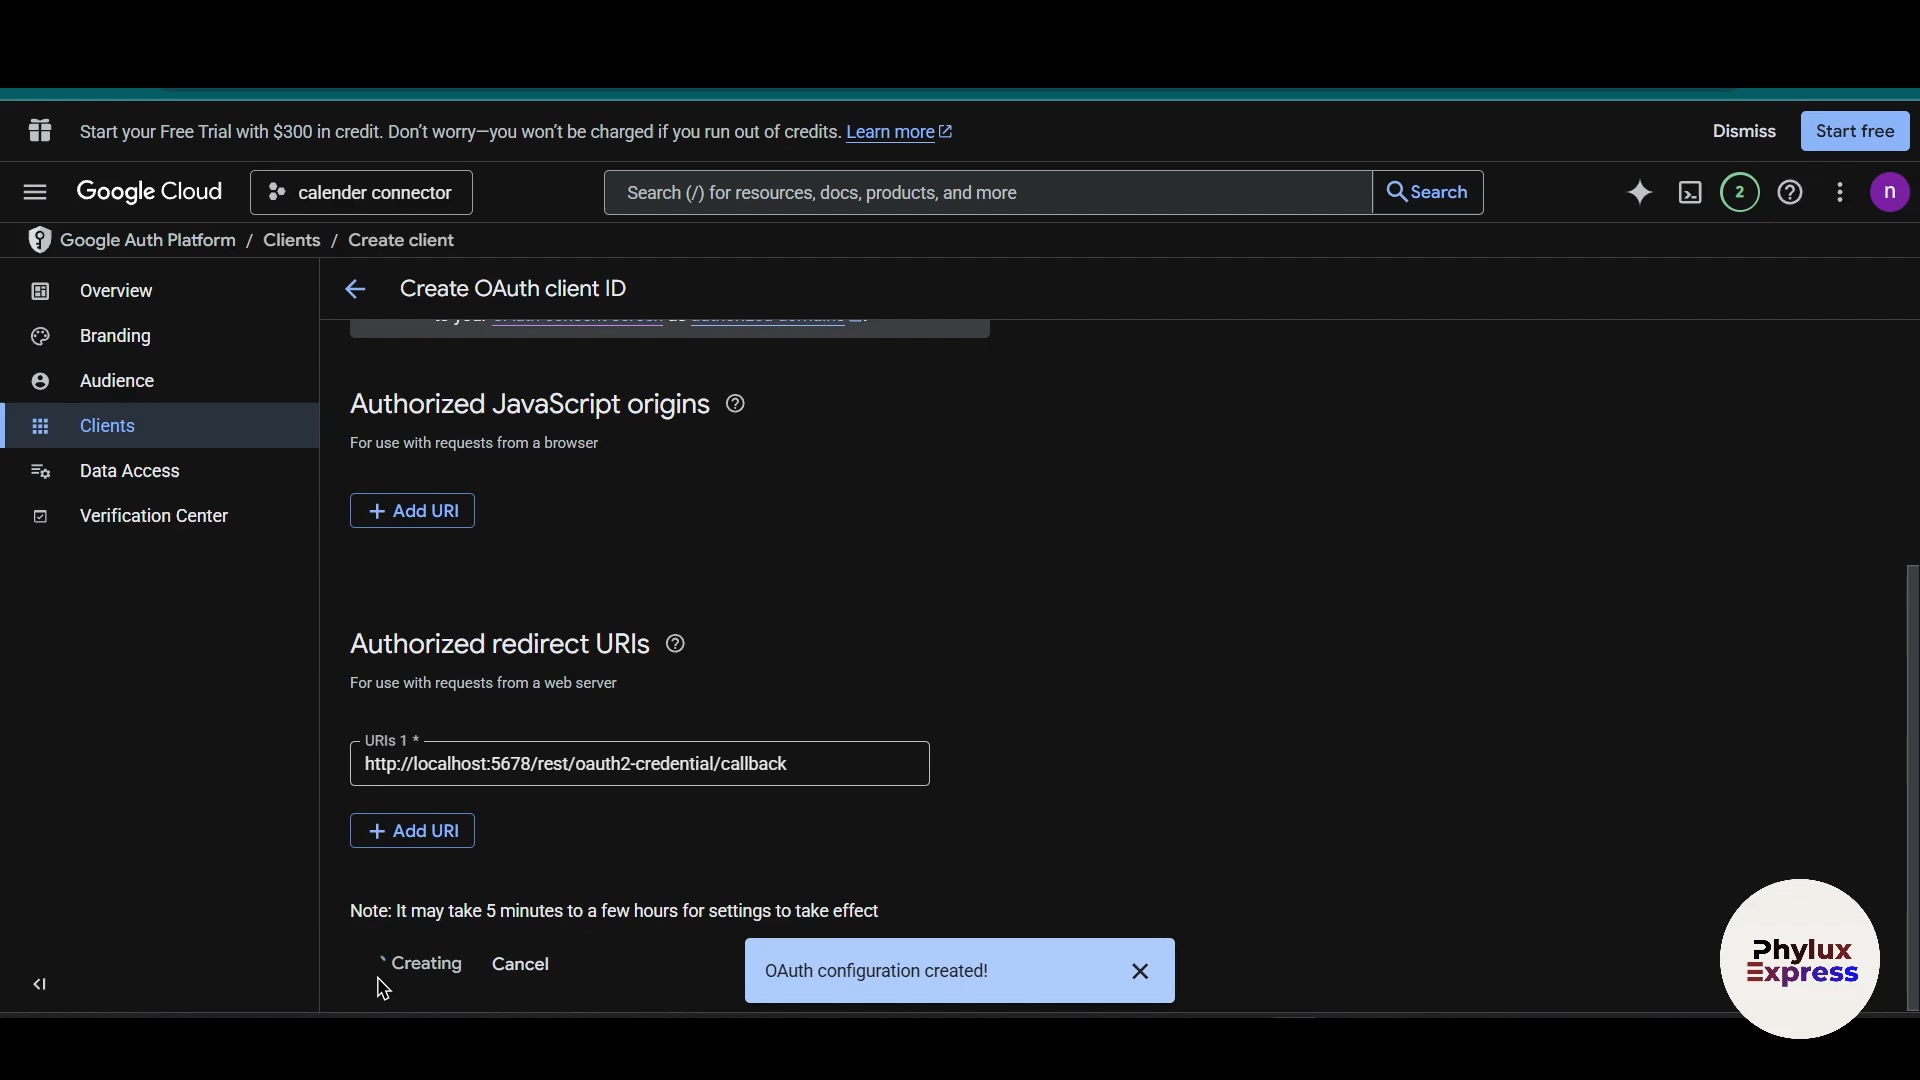 Start your Free Trial with $300 in credit. Don't worry—you won't be charged if you run out of credits. Learn more
Dismiss
Start free
Google Cloud
calender connector
Search (/) for resources, docs, products, and more
Search
2
n
Google Auth Platform / Clients / Create client
Overview
Branding
Audience
Clients
Data Access
Verification Center
Create OAuth client ID
Authorized JavaScript origins
For use with requests from a browser
+ Add URI
Authorized redirect URIs
For use with requests from a web server
URIs 1 *
http://localhost:5678/rest/oauth2-credential/callback
+ Add URI
Note: It may take 5 minutes to a few hours for settings to take effect
Creating
Cancel
OAuth configuration created!
Phylux
Express